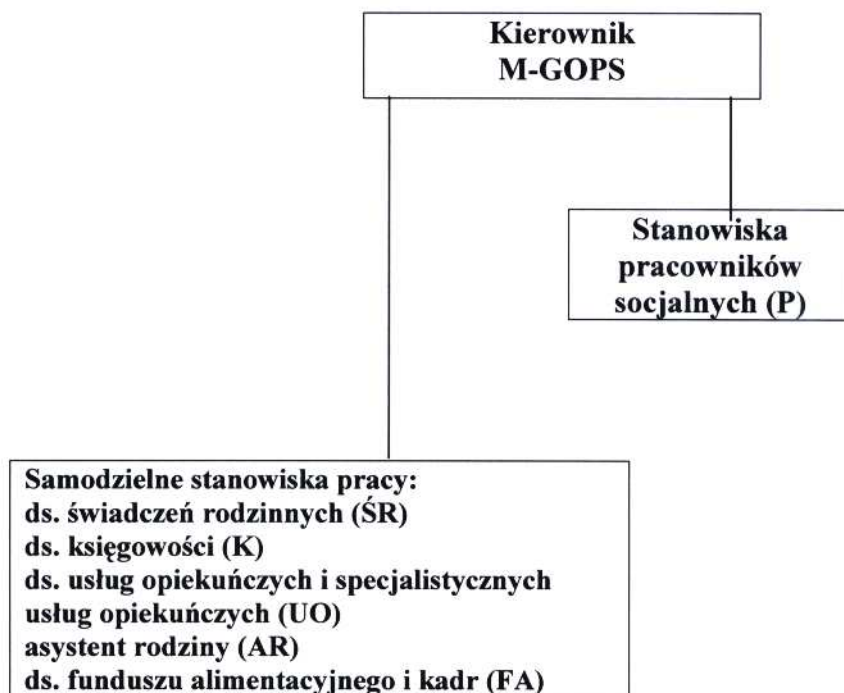 Kierownik
M-GOPS
Stanowiska
pracowników
socjalnych (P)
Samodzielne stanowiska pracy:
ds. świadczeń rodzinnych (ŚR)
ds. księgowości (K)
ds. usług opiekuńczych i specjalistycznych
usług opiekuńczych (UO)
asystent rodziny (AR)
ds. funduszu alimentacyjnego i kadr (FA)